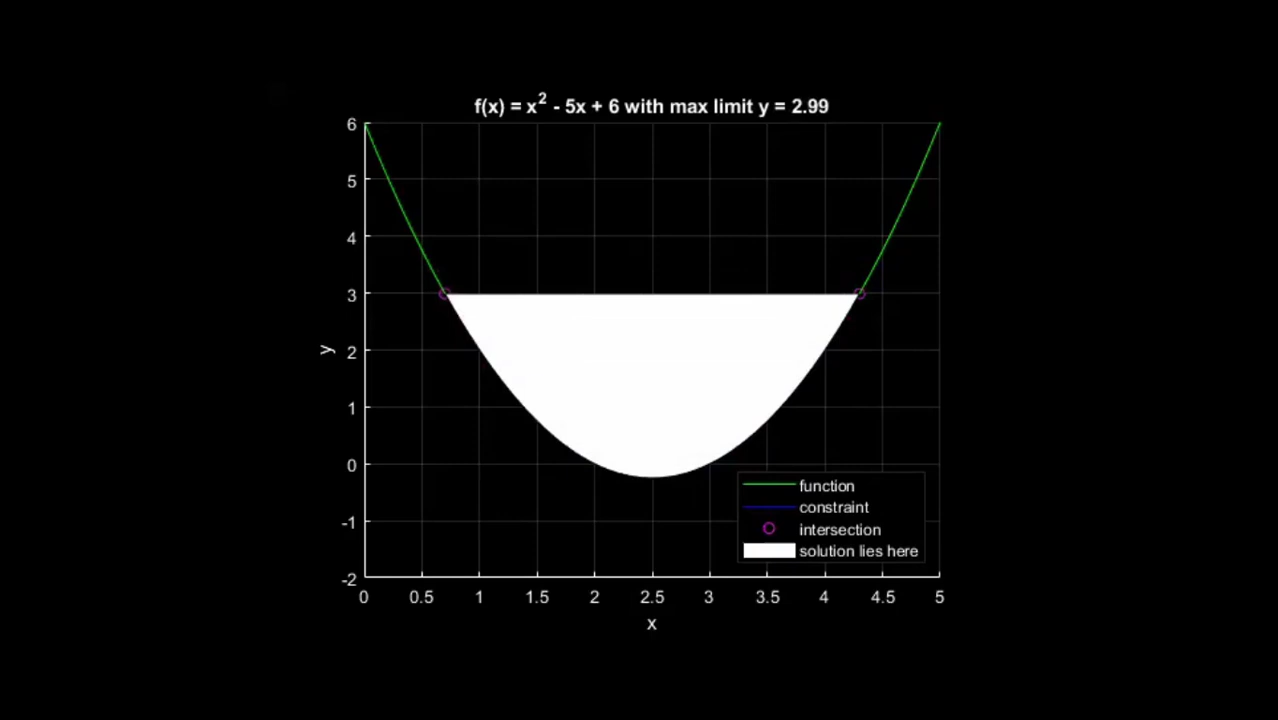 f(x) = x² - 5x + 6 with max limit y = 2.99
6
5
4
3
2
1
0
-1
-2
y
0 0.5 1 1.5 2 2.5 3 3.5 4 4.5 5
x
function
constraint
intersection
solution lies here